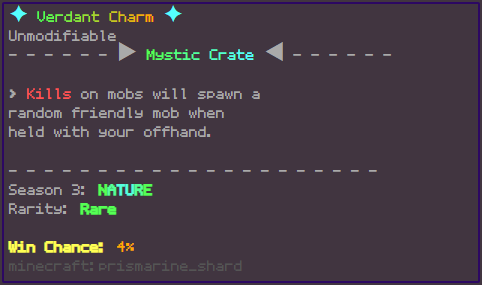 ✦ Verdant Charm ✦
Unmodifiable
- - - - - - ▶ Mystic Crate ◀ - - - - - -
> Kills on mobs will spawn a
random friendly mob when
held with your offhand.
- - - - - - - - - - - - - - - - - - - - - -
Season 3: NATURE
Rarity: Rare
Win Chance: 4%
minecraft:prismarine_shard